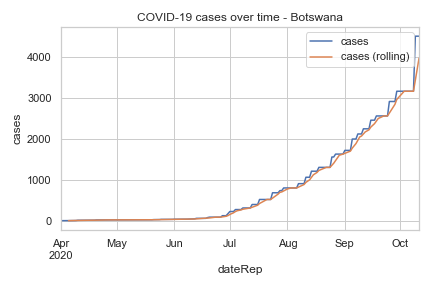 COVID-19 cases over time - Botswana
cases
cases (rolling)
cases
4000
3000
2000
1000
0
Apr May Jun Jul Aug Sep Oct
2020
dateRep